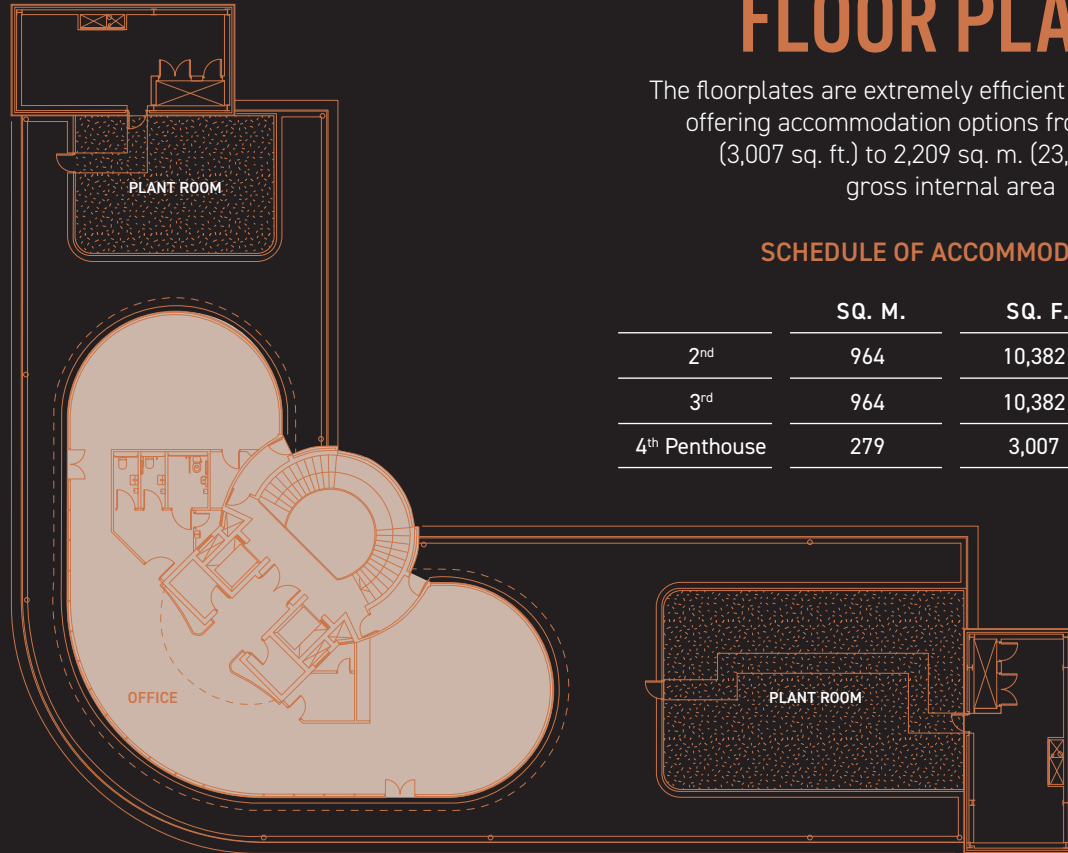 FLOOR PLA
The floorplates are extremely efficient
offering accommodation options fro
(3,007 sq. ft.) to 2,209 sq. m. (23,
gross internal area
SCHEDULE OF ACCOMMOD
SQ. M. SQ. F.
2nd 964 10,382
3rd 964 10,382
4th Penthouse 279 3,007
PLANT ROOM
OFFICE
PLANT ROOM